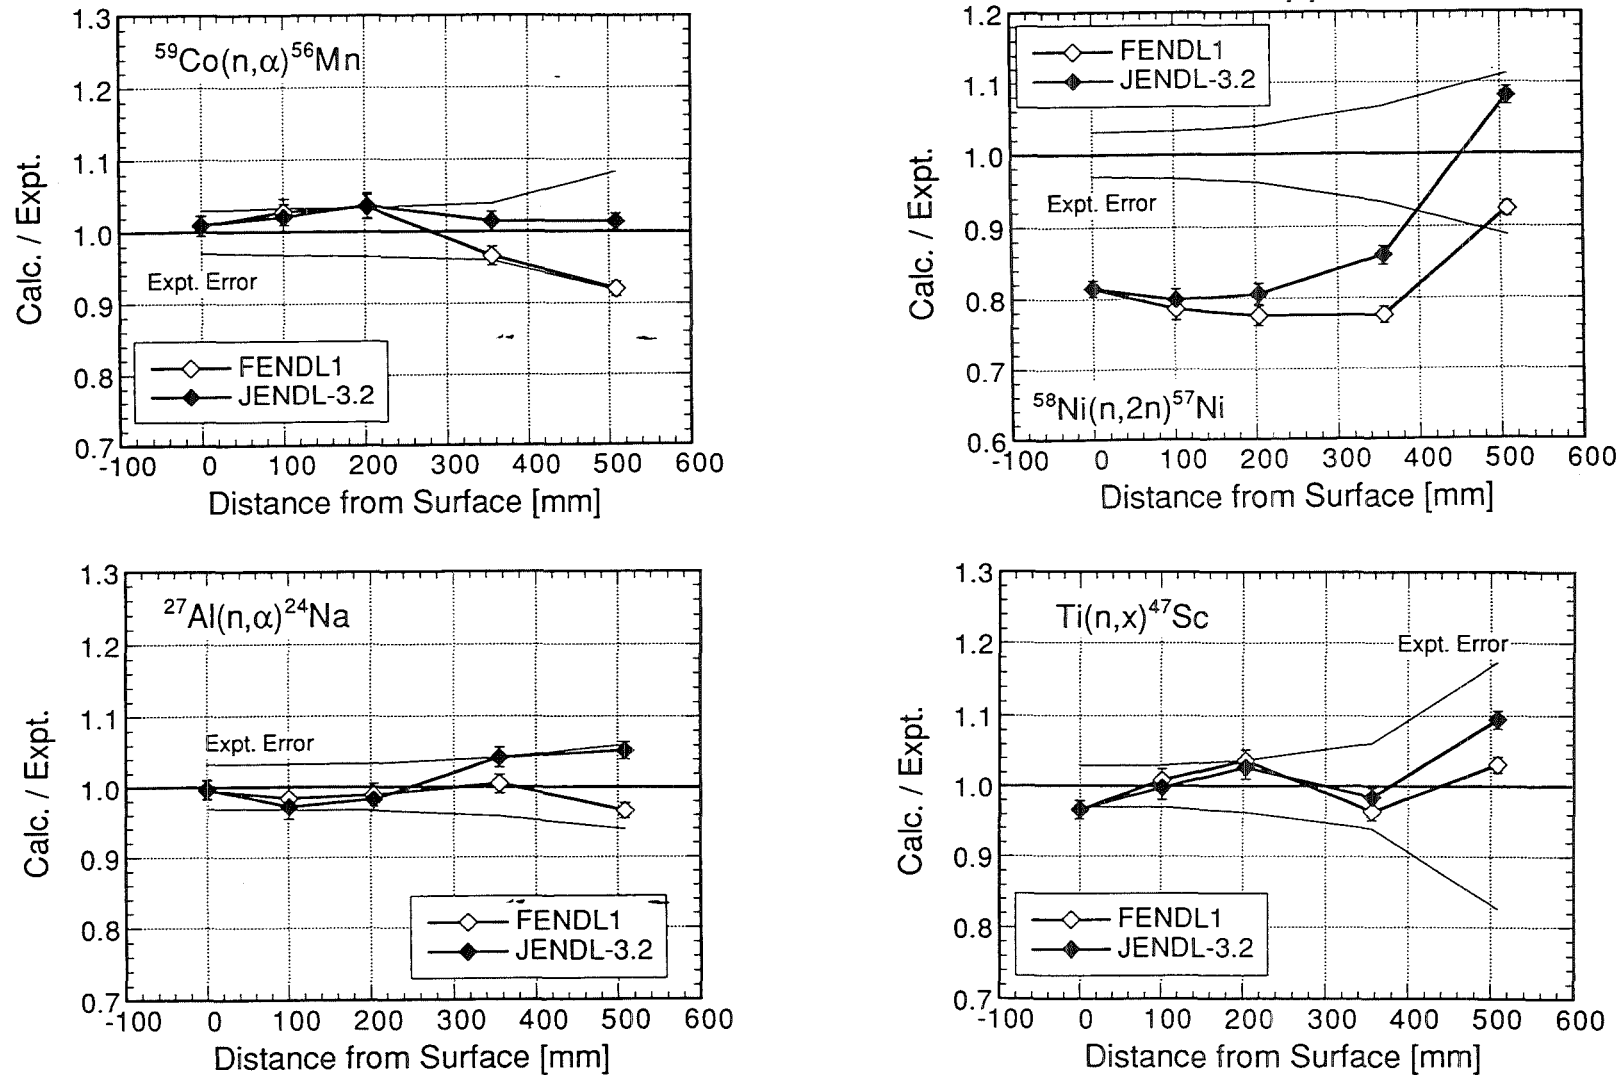 1.3
1.2
1.1
1.0
0.9
0.8
0.7
⁵⁹Co(n,α)⁵⁶Mn
Expt. Error
FENDL1
JENDL-3.2
Calc. / Expt.
-100 0 100 200 300 400 500 600
Distance from Surface [mm]
1.2
1.1
1.0
0.9
0.8
0.7
0.6
FENDL1
JENDL-3.2
Expt. Error
⁵⁸Ni(n,2n)⁵⁷Ni
Calc. / Expt.
-100 0 100 200 300 400 500 600
Distance from Surface [mm]
1.3
1.2
1.1
1.0
0.9
0.8
0.7
²⁷Al(n,α)²⁴Na
Expt. Error
FENDL1
JENDL-3.2
Calc. / Expt.
-100 0 100 200 300 400 500 600
Distance from Surface [mm]
1.3
1.2
1.1
1.0
0.9
0.8
0.7
Ti(n,x)⁴⁷Sc
Expt. Error
FENDL1
JENDL-3.2
Calc. / Expt.
-100 0 100 200 300 400 500 600
Distance from Surface [mm]